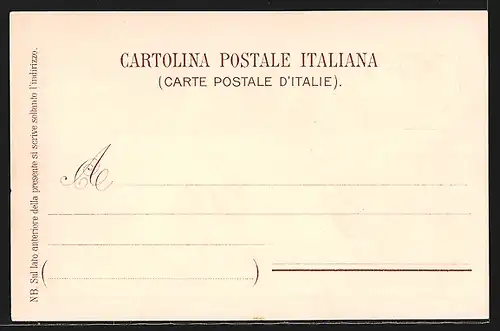 CARTOLINA POSTALE ITALIANA
(CARTE POSTALE D'ITALIE).
A
( )
NB. Sul lato anteriore della presente si scrive soltanto l'indirizzo.